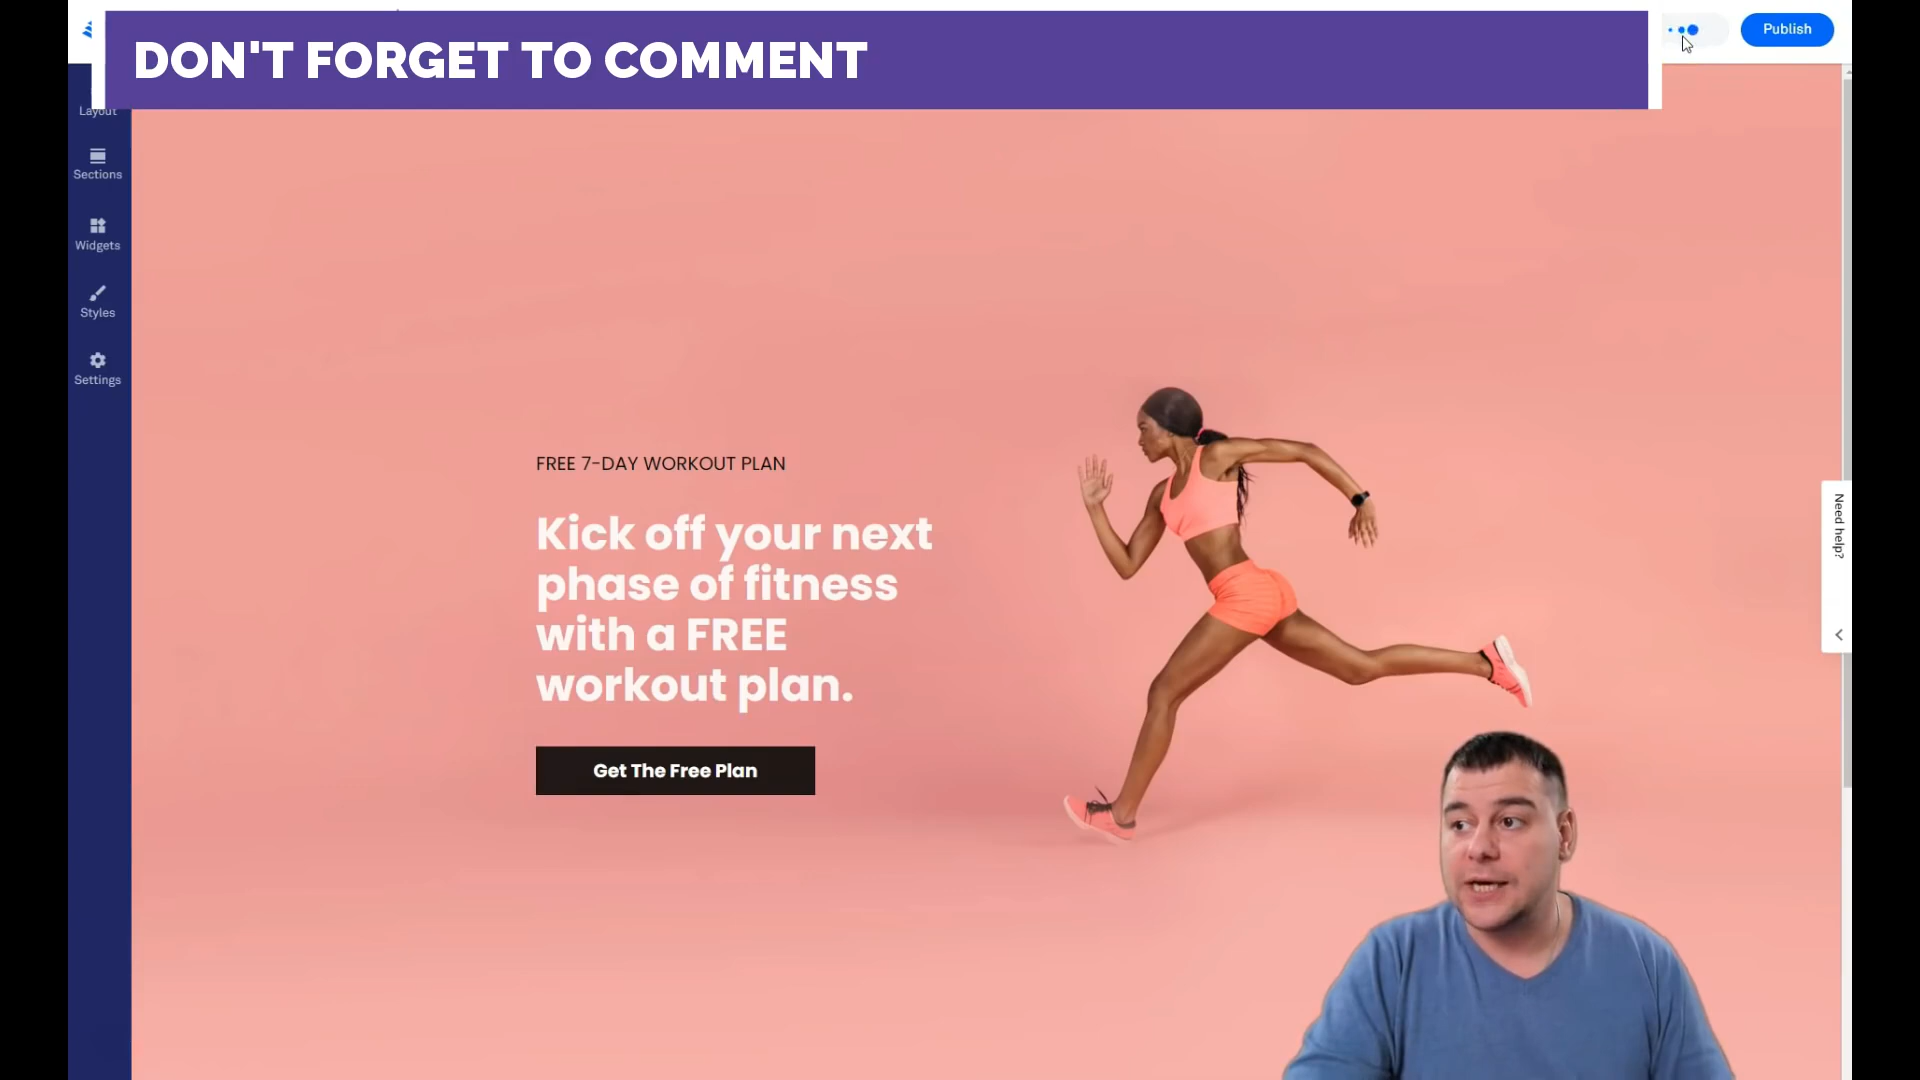 DON'T FORGET TO COMMENT
Publish
Layout
Sections
Widgets
Styles
Settings
FREE 7-DAY WORKOUT PLAN
Kick off your next
phase of fitness
with a FREE
workout plan.
Get The Free Plan
Need help?